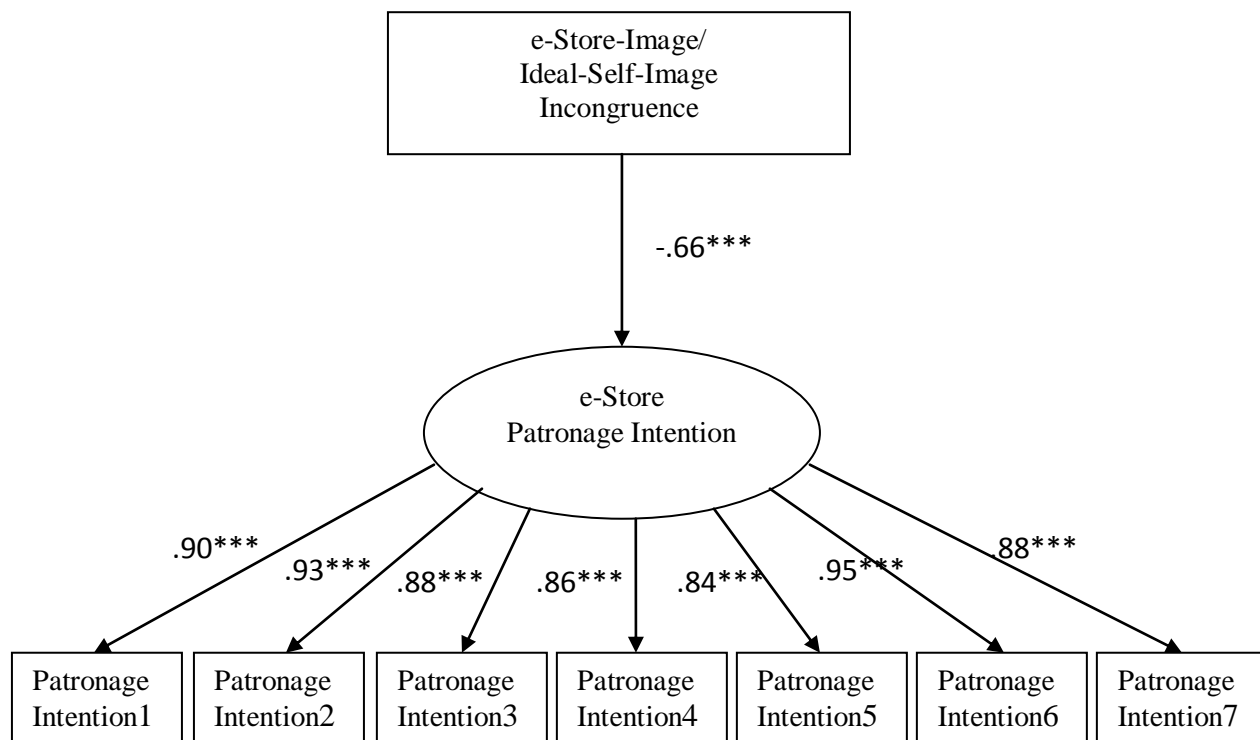 e-Store-Image/
Ideal-Self-Image
Incongruence
-.66***
e-Store
Patronage Intention
.90***
.93***
.88***
.86***
.84***
.95***
.88***
Patronage
Intention1
Patronage
Intention2
Patronage
Intention3
Patronage
Intention4
Patronage
Intention5
Patronage
Intention6
Patronage
Intention7